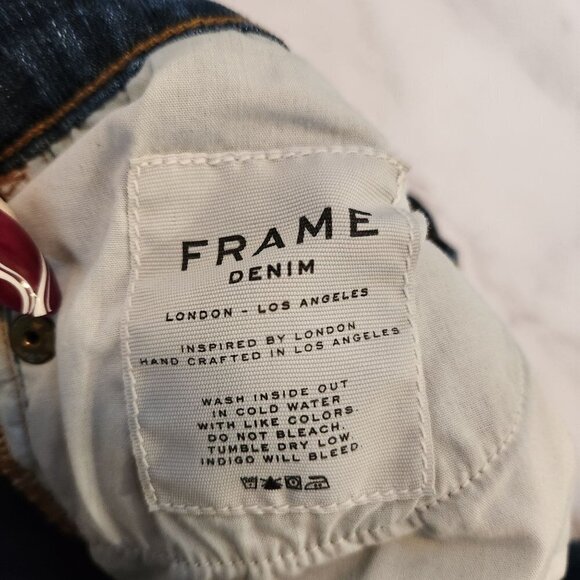 FRAME
DENIM
LONDON - LOS ANGELES
INSPIRED BY LONDON
HAND CRAFTED IN LOS ANGELES
WASH INSIDE OUT
IN COLD WATER
WITH LIKE COLORS.
DO NOT BLEACH.
TUMBLE DRY LOW.
INDIGO WILL BLEED